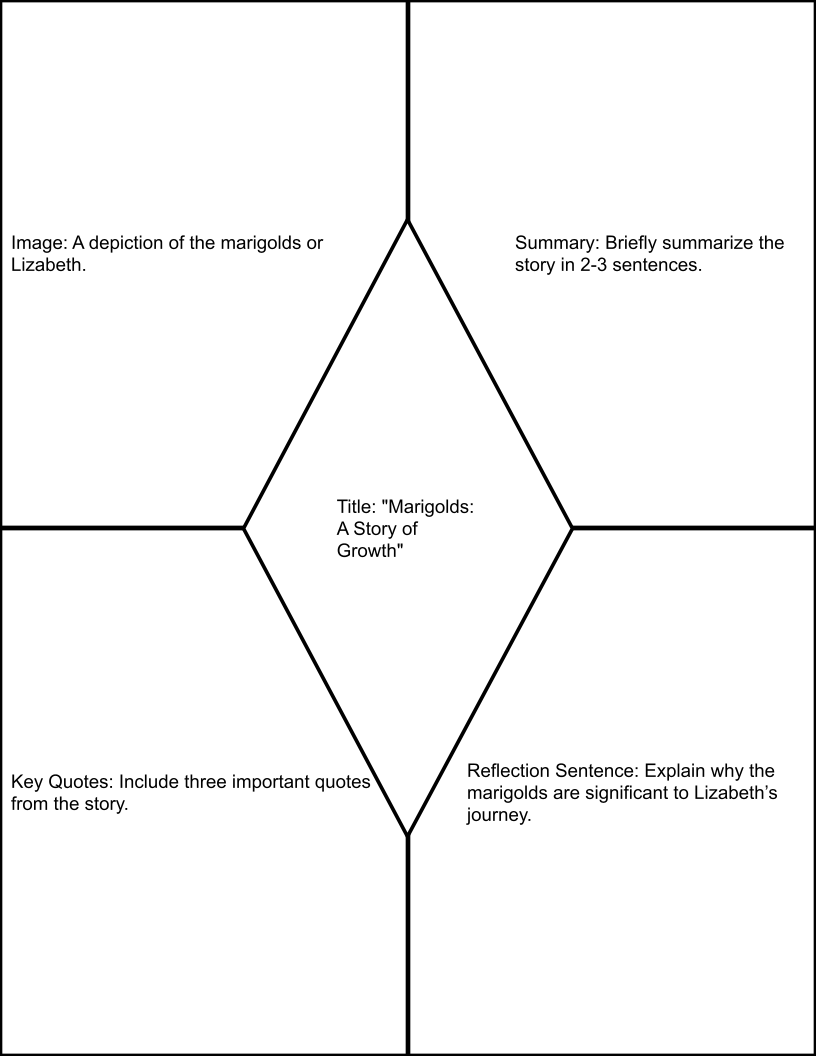 Image: A depiction of the marigolds or
Lizabeth.
Summary: Briefly summarize the
story in 2-3 sentences.
Title: "Marigolds:
A Story of
Growth"
Key Quotes: Include three important quotes
from the story.
Reflection Sentence: Explain why the
marigolds are significant to Lizabeth’s
journey.